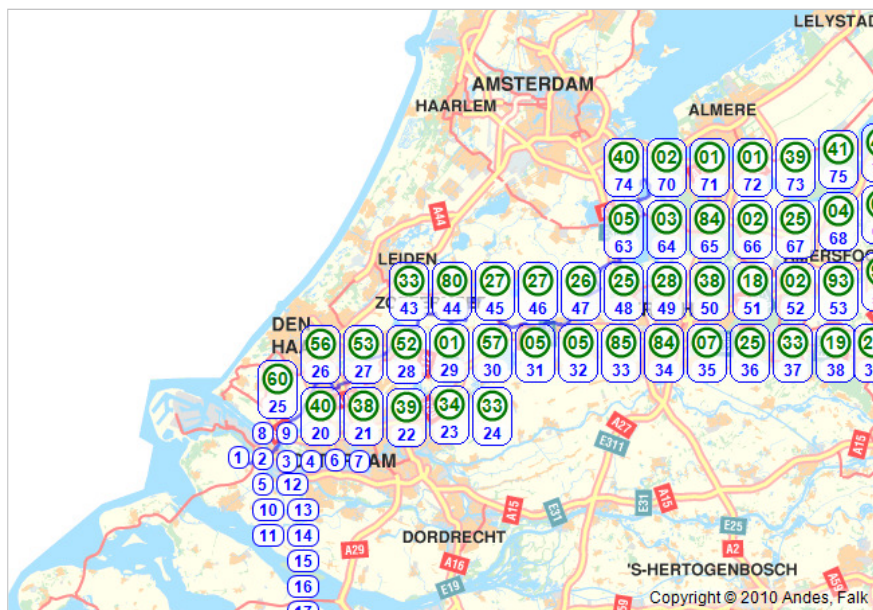 LELYSTAD
AMSTERDAM
HAARLEM
ALMERE
40 02 01 01 39 41
74 70 71 72 73 75
A44
05 03 84 02 25 04
63 64 65 66 67 68
LEIDEN
33 80 27 27 26 25 28 38 18 02 93
43 44 45 46 47 48 49 50 51 52 53
DEN
56 53 52 01 57 05 05 85 84 07 25 33 19
26 27 28 29 30 31 32 33 34 35 36 37 38
60
25
40 38 39 34 33
20 21 22 23 24
8 9
A27
E311
A15
1 2 3 4 6 7
5 12
E31 A15
10 13
A15 E31
E25
11 14
A29
DORDRECHT
A2
15
A16
'S-HERTOGENBOSCH
16
E19
A59
Copyright © 2010 Andes, Falk
17
A59